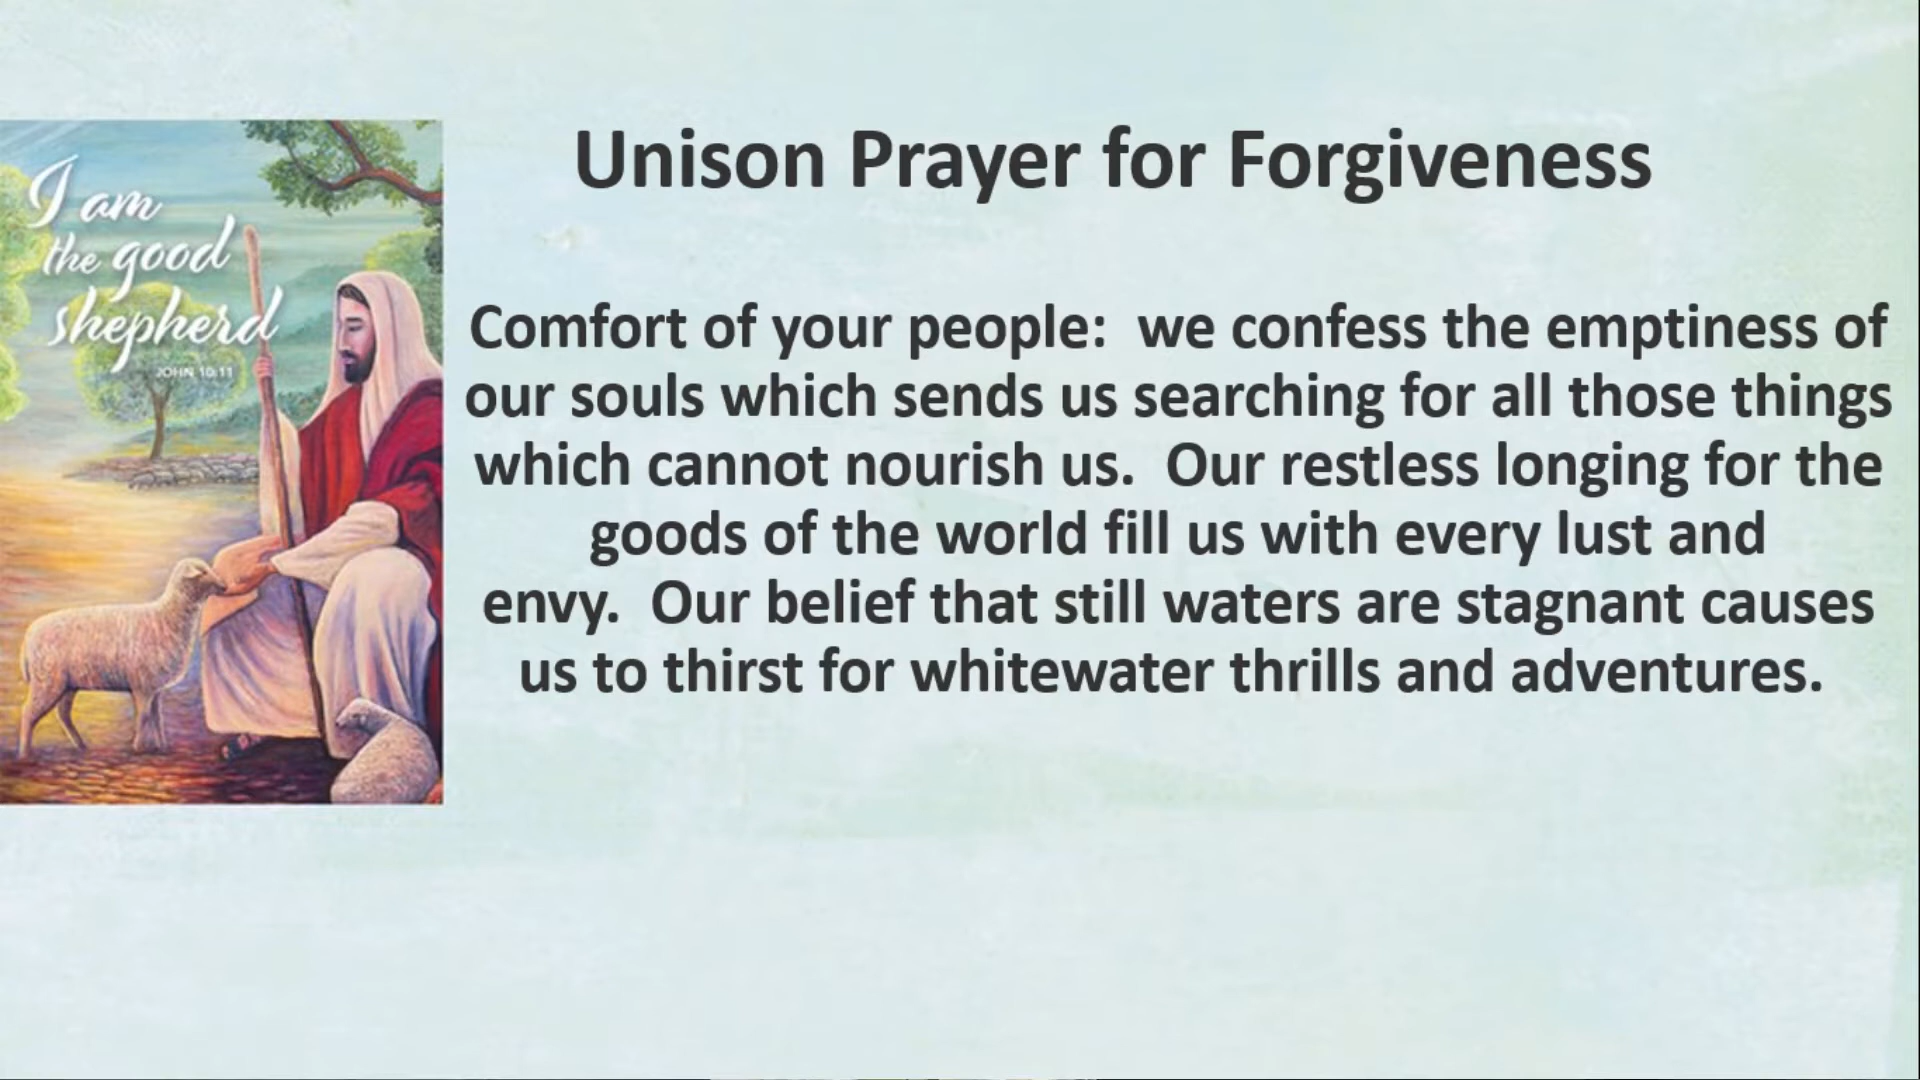 I am
the good
shepherd
JOHN 10:11
Unison Prayer for Forgiveness
Comfort of your people:  we confess the emptiness of
our souls which sends us searching for all those things
which cannot nourish us.  Our restless longing for the
goods of the world fill us with every lust and
envy.  Our belief that still waters are stagnant causes
us to thirst for whitewater thrills and adventures.